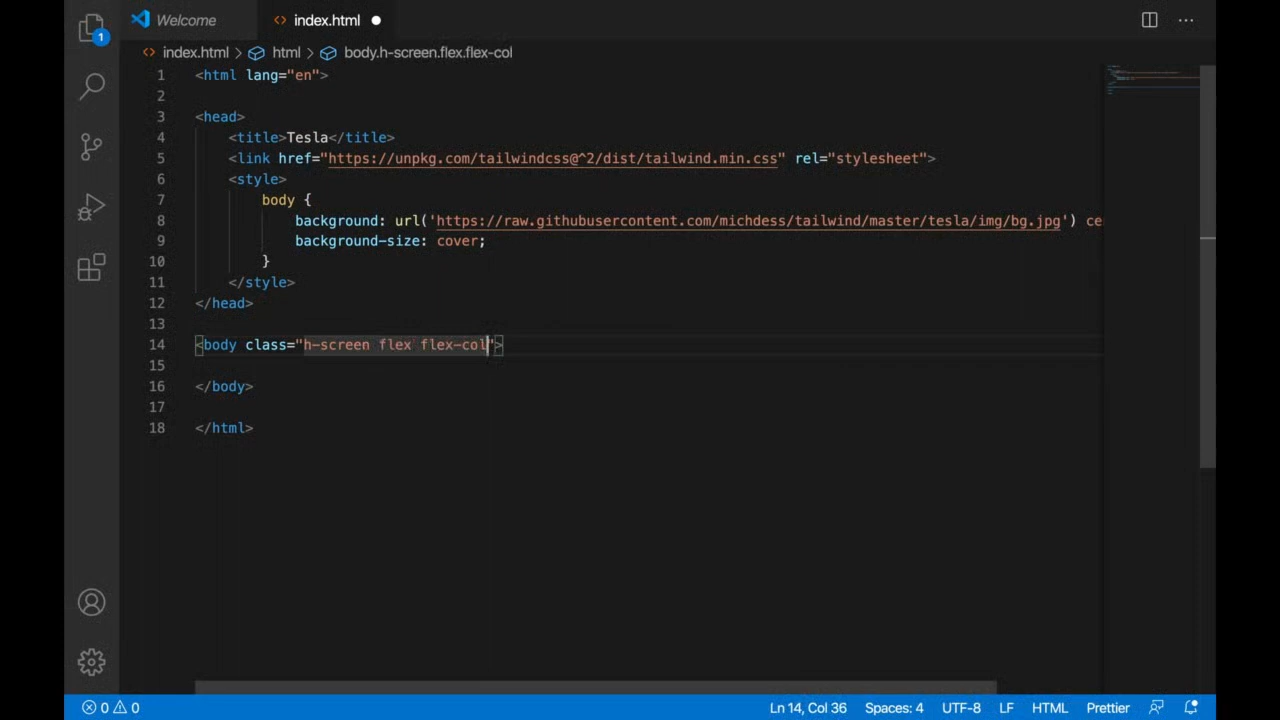 1
Welcome
<> index.html
<> index.html > html > body.h-screen.flex.flex-col
1 <html lang="en">
2
3 <head>
4 <title>Tesla</title>
5 <link href="https://unpkg.com/tailwindcss@^2/dist/tailwind.min.css" rel="stylesheet">
6 <style>
7 body {
8 background: url('https://raw.githubusercontent.com/michdess/tailwind/master/tesla/img/bg.jpg') ce
9 background-size: cover;
10 }
11 </style>
12 </head>
13
14 <body class="h-screen flex flex-col">
15
16 </body>
17
18 </html>
0 0 Ln 14, Col 36 Spaces: 4 UTF-8 LF HTML Prettier